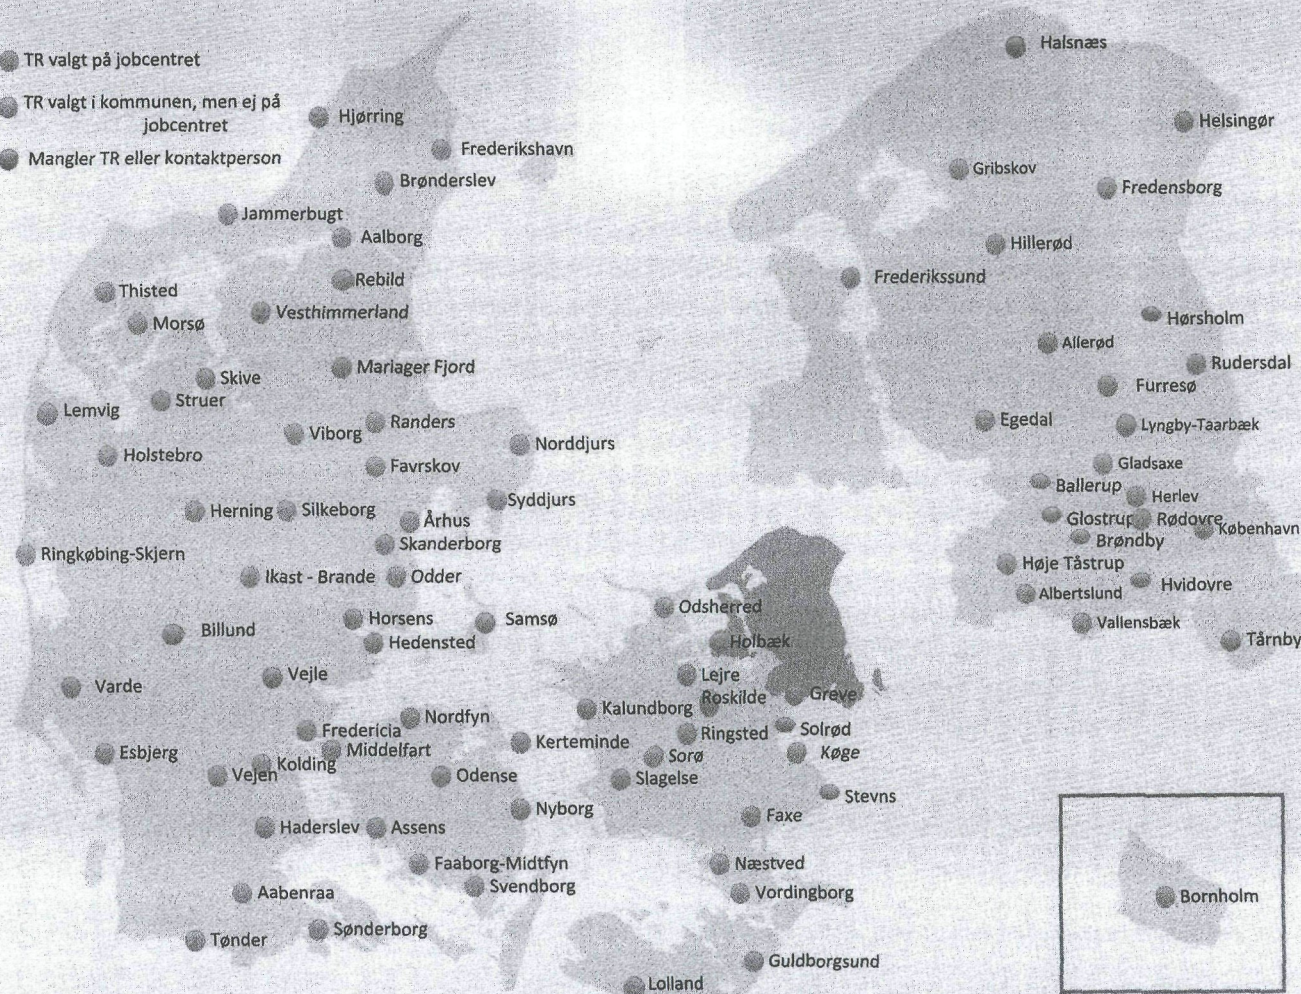 TR valgt på jobcentret
TR valgt i kommunen, men ej på
jobcentret
Mangler TR eller kontaktperson
Hjørring
Frederikshavn
Brønderslev
Jammerbugt
Aalborg
Rebild
Thisted
Vesthimmerland
Morsø
Mariager Fjord
Skive
Struer
Lemvig
Randers
Viborg
Norddjurs
Holstebro
Favrskov
Syddjurs
Herning
Silkeborg
Århus
Skanderborg
Ringkøbing-Skjern
Ikast - Brande
Odder
Horsens
Samsø
Billund
Hedensted
Vejle
Varde
Nordfyn
Fredericia
Middelfart
Esbjerg
Kolding
Vejen
Odense
Kerteminde
Nyborg
Haderslev
Assens
Faaborg-Midtfyn
Svendborg
Aabenraa
Sønderborg
Tønder
Odsherred
Holbæk
Lejre
Roskilde
Greve
Kalundborg
Ringsted
Solrød
Sorø
Køge
Slagelse
Stevns
Faxe
Næstved
Vordingborg
Guldborgsund
Lolland
Halsnæs
Helsingør
Gribskov
Fredensborg
Hillerød
Frederikssund
Hørsholm
Allerød
Rudersdal
Furresø
Egedal
Lyngby-Taarbæk
Gladsaxe
Ballerup
Herlev
Glostrup
Rødovre
København
Brøndby
Høje Tåstrup
Hvidovre
Albertslund
Vallensbæk
Tårnby
Bornholm